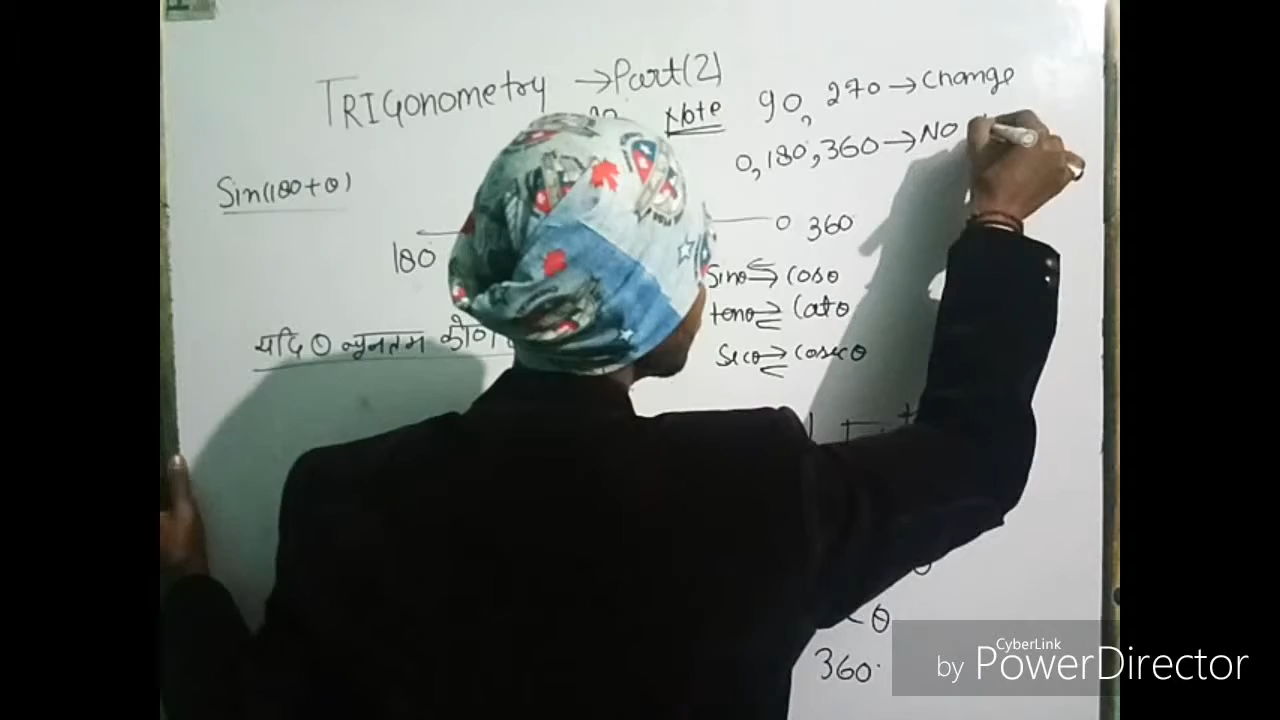 TRIGonometry → Part(2)
Note 90, 270 → Change
0, 180, 360 → NO
Sin(180+θ)
180
0 360
Sinθ ⇌ Cosθ
tanθ ⇌ Catθ
Secθ ⇌ Cosecθ
यदि θ न्यूनतम कोण
< θ
360
CyberLink
by PowerDirector